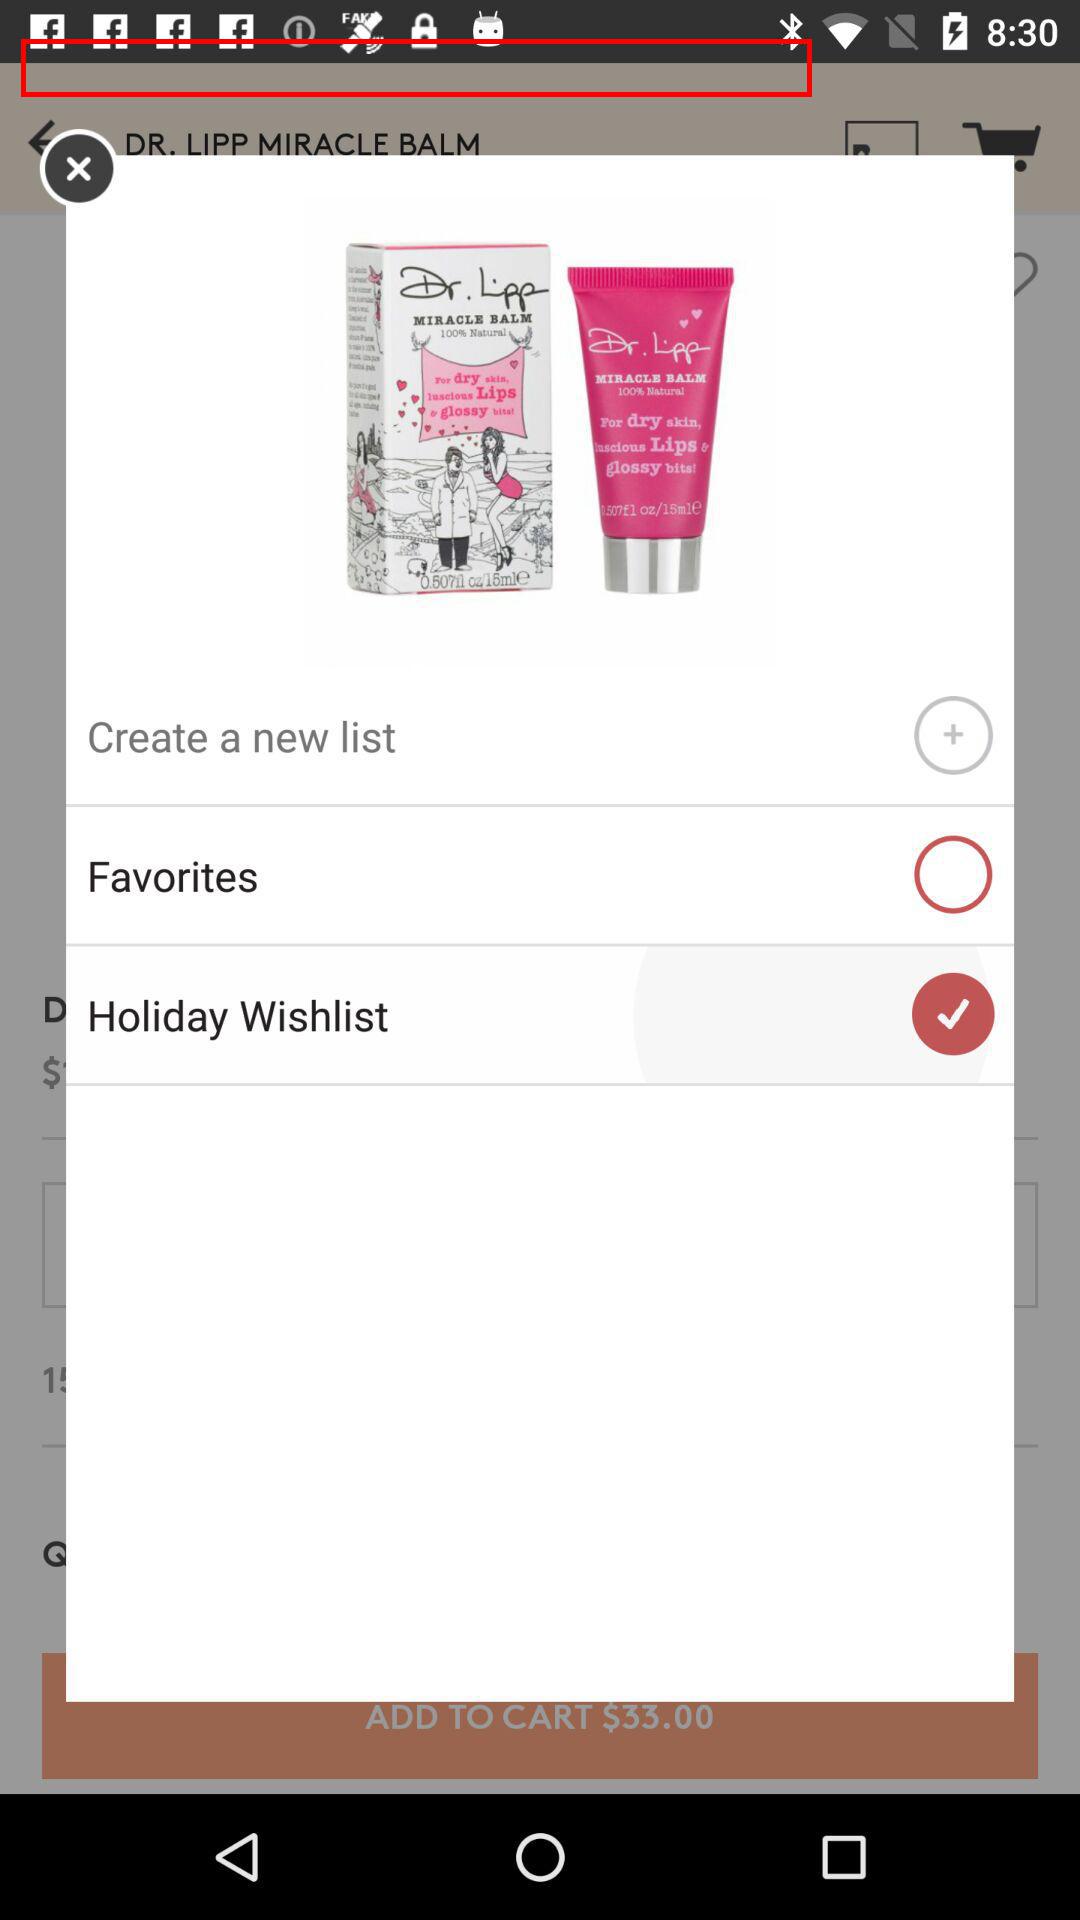 FAKE
8:30
DR. LIPP MIRACLE BALM
Dr. Lipp
MIRACLE BALM
100% Natural
For dry skin,
luscious Lips
& glossy bits!
0.507fl oz/15ml℮
Dr. Lipp
MIRACLE BALM
100% Natural
For dry skin,
luscious Lips &
glossy bits!
0.507fl oz/15ml℮
Create a new list
Favorites
Holiday Wishlist
D
$
15
Q
ADD TO CART $33.00